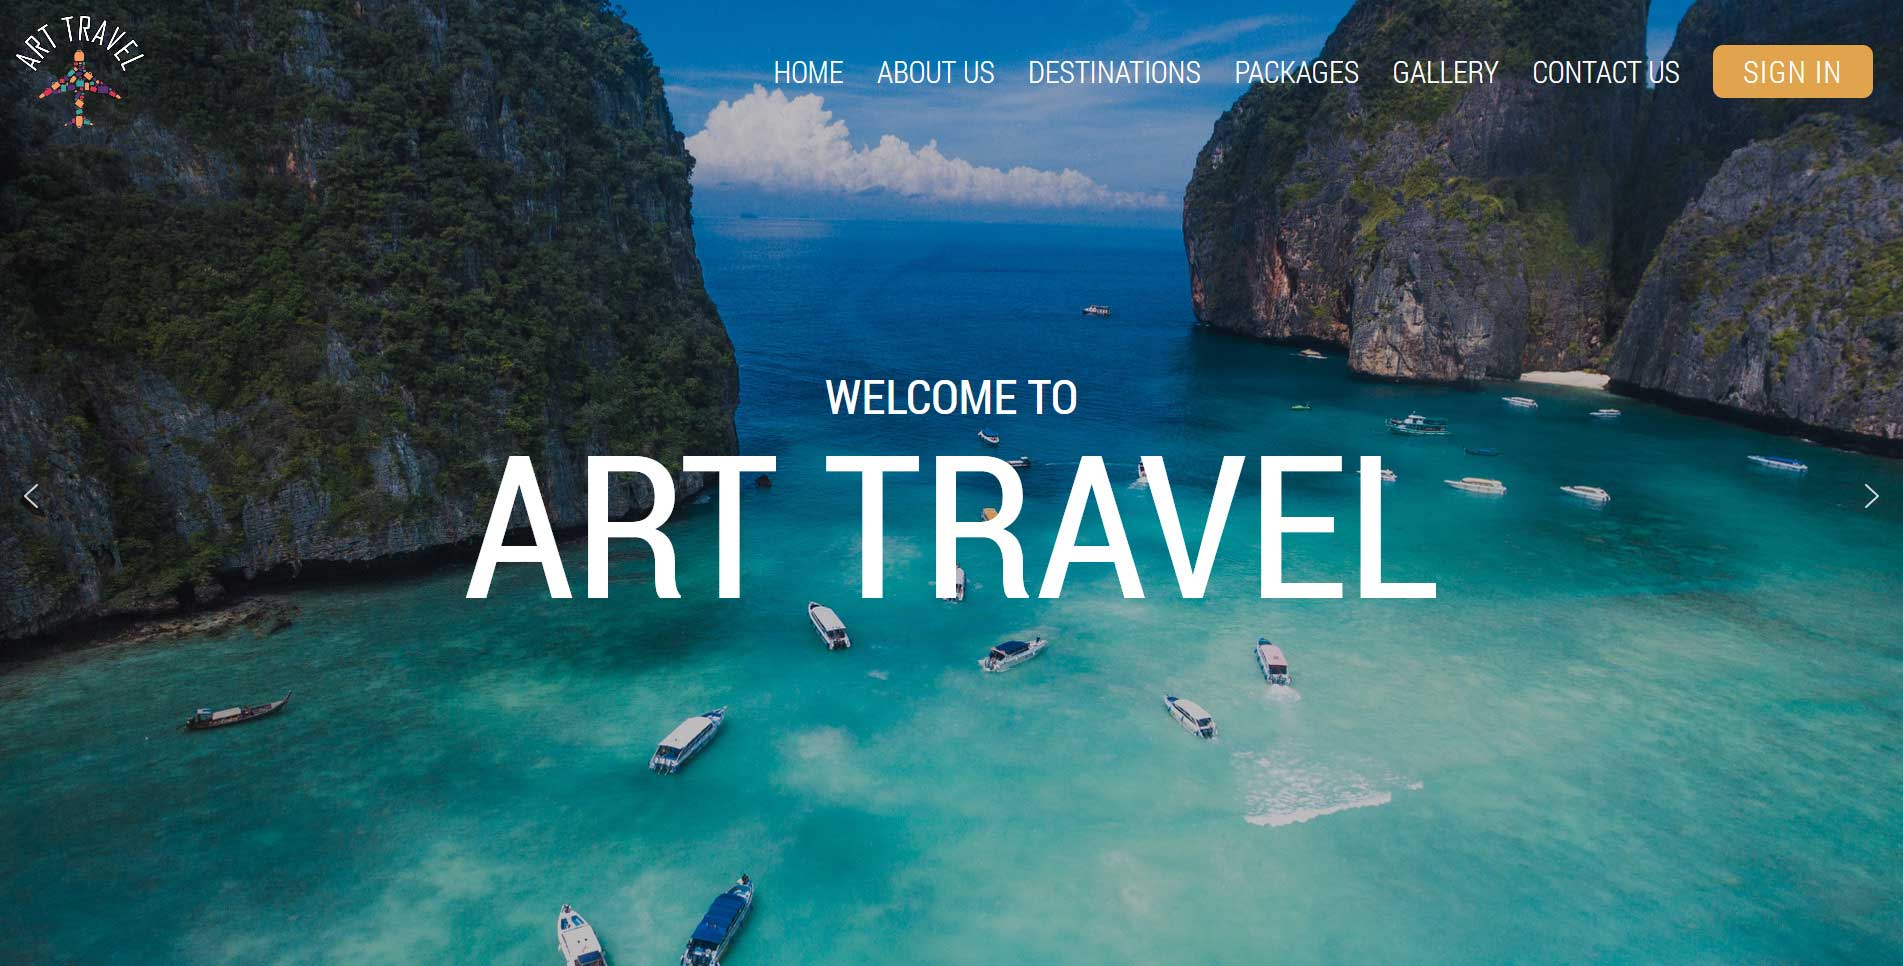 ART TRAVEL
HOME ABOUT US DESTINATIONS PACKAGES GALLERY CONTACT US SIGN IN
WELCOME TO
ART TRAVEL